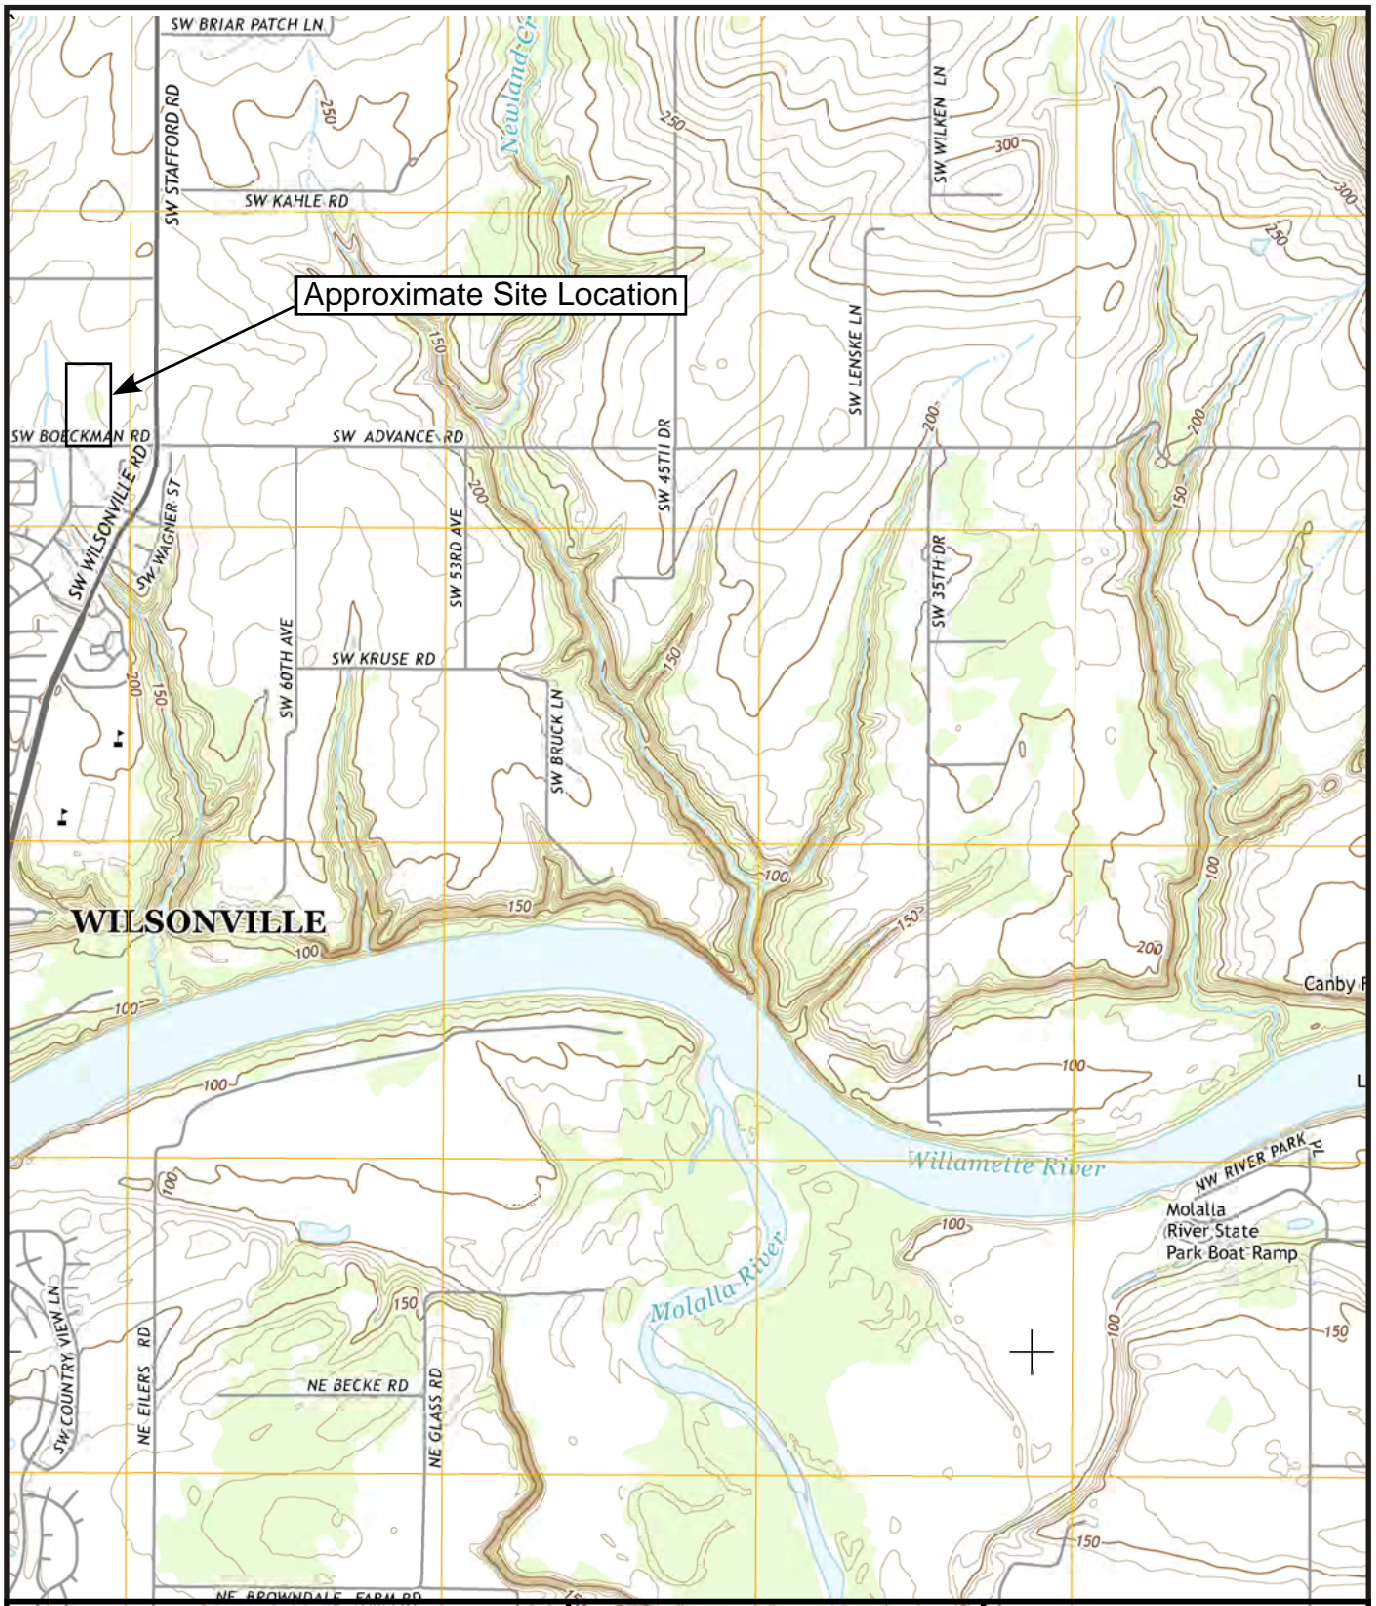 SW BRIAR PATCH LN
Newland Cr
SW STAFFORD RD
250
250
SW WILKEN LN
300
300
SW KAHLE RD
250
Approximate Site Location
150
SW LENSKE LN
SW BOECKMAN RD
SW ADVANCE RD
SW 45TH DR
200
200
SW WILSONVILLE RD
SW WAGNER ST
200
SW 53RD AVE
150
SW 35TH DR
SW 60TH AVE
SW KRUSE RD
150
200
150
SW BRUCK LN
100
100
WILSONVILLE
150
150
100
200
Canby F
100
100
100
L
Willamette River
NW RIVER PARK PL
100
Molalla
River State
Park Boat Ramp
100
Molalla River
150
100
150
SW COUNTRY VIEW LN
NE EILERS RD
NE BECKE RD
NE GLASS RD
150
NE BROWNDALE FARM RD